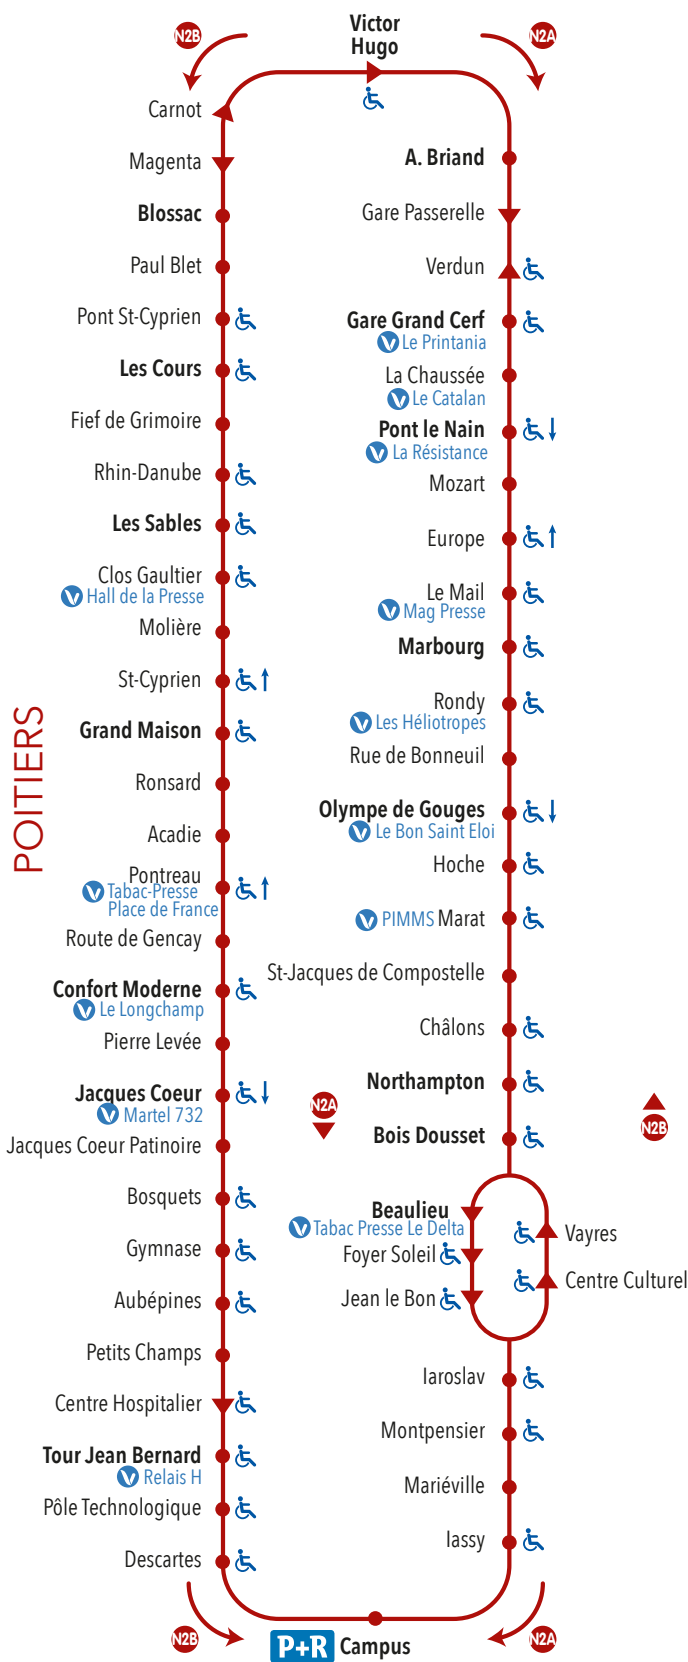 Victor
Hugo
N2B
N2A
Carnot
Magenta
Blossac
Paul Blet
Pont St-Cyprien
Les Cours
Fief de Grimoire
Rhin-Danube
Les Sables
Clos Gaultier
Hall de la Presse
Molière
St-Cyprien
Grand Maison
Ronsard
Acadie
Pontreau
Tabac-Presse
Place de France
Route de Gencay
Confort Moderne
Le Longchamp
Pierre Levée
Jacques Coeur
Martel 732
Jacques Coeur Patinoire
Bosquets
Gymnase
Aubépines
Petits Champs
Centre Hospitalier
Tour Jean Bernard
Relais H
Pôle Technologique
Descartes
POITIERS
A. Briand
Gare Passerelle
Verdun
Gare Grand Cerf
Le Printania
La Chaussée
Le Catalan
Pont le Nain
La Résistance
Mozart
Europe
Le Mail
Mag Presse
Marbourg
Rondy
Les Héliotropes
Rue de Bonneuil
Olympe de Gouges
Le Bon Saint Eloi
Hoche
PIMMS Marat
St-Jacques de Compostelle
Châlons
Northampton
Bois Dousset
N2A
N2B
Beaulieu
Tabac Presse Le Delta
Foyer Soleil
Jean le Bon
Vayres
Centre Culturel
Iaroslav
Montpensier
Mariéville
Iassy
N2B
P+R Campus
N2A